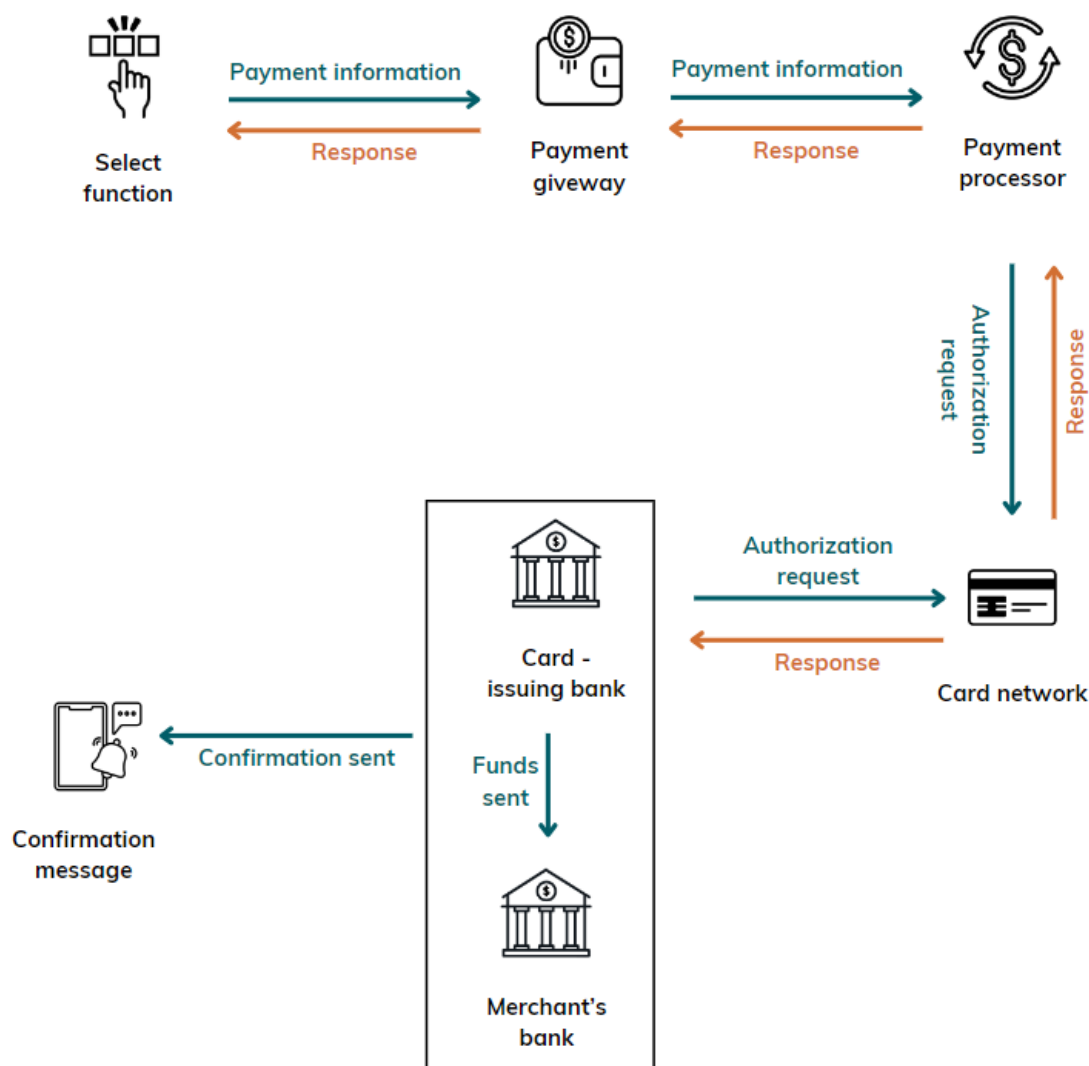 Payment information
Response
Payment information
Response
Select
function
Payment
giveway
Payment
processor
Authorization
request
Response
Card -
issuing bank
Authorization
request
Response
Card network
Confirmation sent
Funds
sent
Confirmation
message
Merchant's
bank